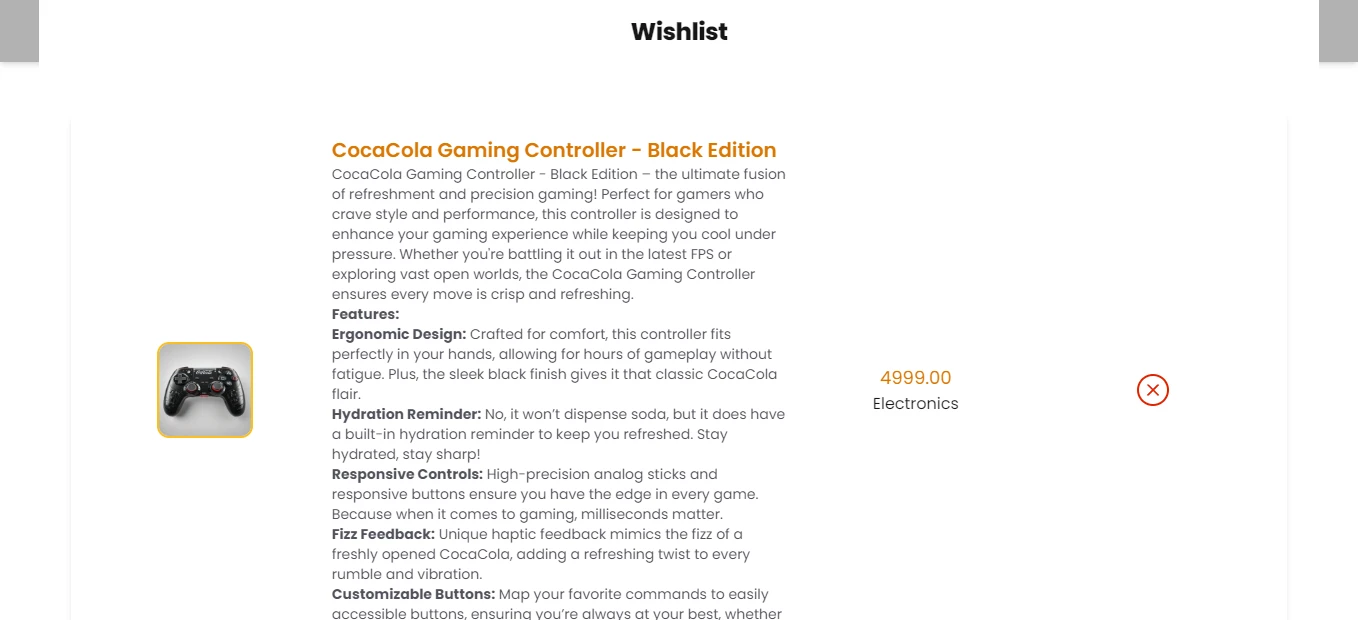 Wishlist
CocaCola Gaming Controller - Black Edition
CocaCola Gaming Controller - Black Edition – the ultimate fusion
of refreshment and precision gaming! Perfect for gamers who
crave style and performance, this controller is designed to
enhance your gaming experience while keeping you cool under
pressure. Whether you're battling it out in the latest FPS or
exploring vast open worlds, the CocaCola Gaming Controller
ensures every move is crisp and refreshing.
Features:
Ergonomic Design: Crafted for comfort, this controller fits
perfectly in your hands, allowing for hours of gameplay without
fatigue. Plus, the sleek black finish gives it that classic CocaCola
flair.
Hydration Reminder: No, it won’t dispense soda, but it does have
a built-in hydration reminder to keep you refreshed. Stay
hydrated, stay sharp!
Responsive Controls: High-precision analog sticks and
responsive buttons ensure you have the edge in every game.
Because when it comes to gaming, milliseconds matter.
Fizz Feedback: Unique haptic feedback mimics the fizz of a
freshly opened CocaCola, adding a refreshing twist to every
rumble and vibration.
Customizable Buttons: Map your favorite commands to easily
accessible buttons, ensuring you’re always at your best, whether
4999.00
Electronics